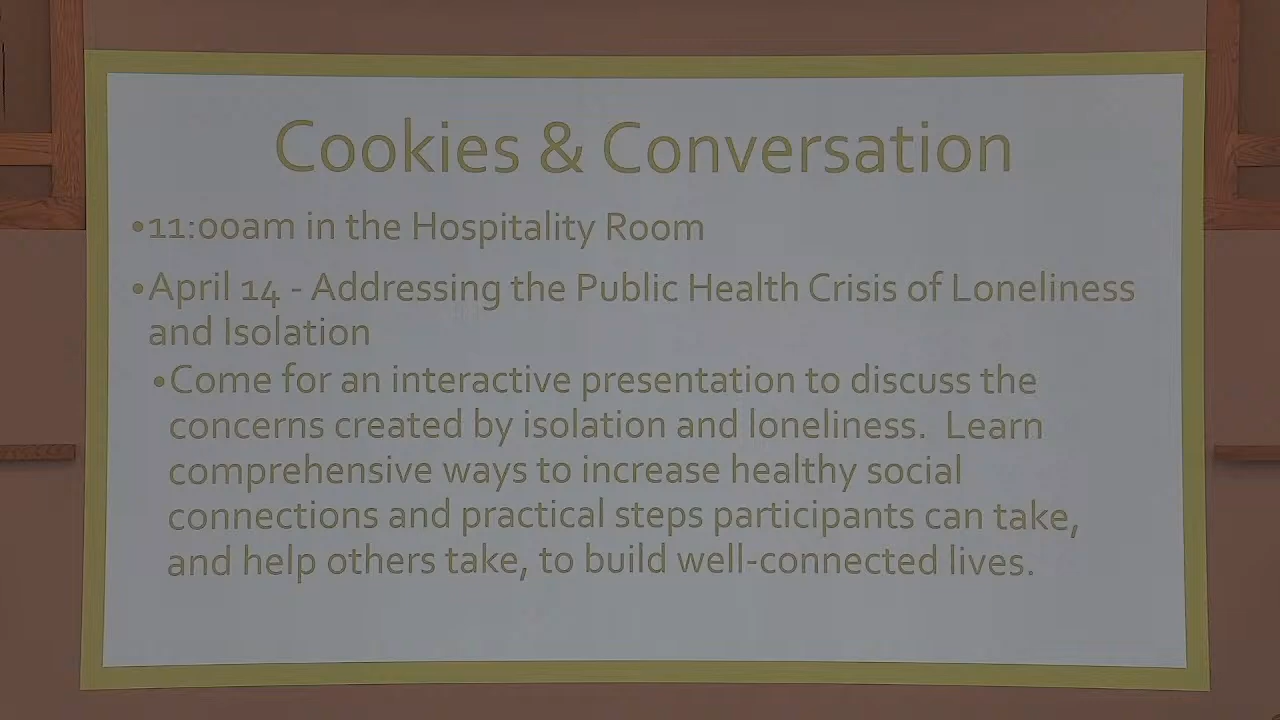 Cookies & Conversation
•11:00am in the Hospitality Room
•April 14 - Addressing the Public Health Crisis of Loneliness
and Isolation
•Come for an interactive presentation to discuss the
concerns created by isolation and loneliness.  Learn
comprehensive ways to increase healthy social
connections and practical steps participants can take,
and help others take, to build well-connected lives.